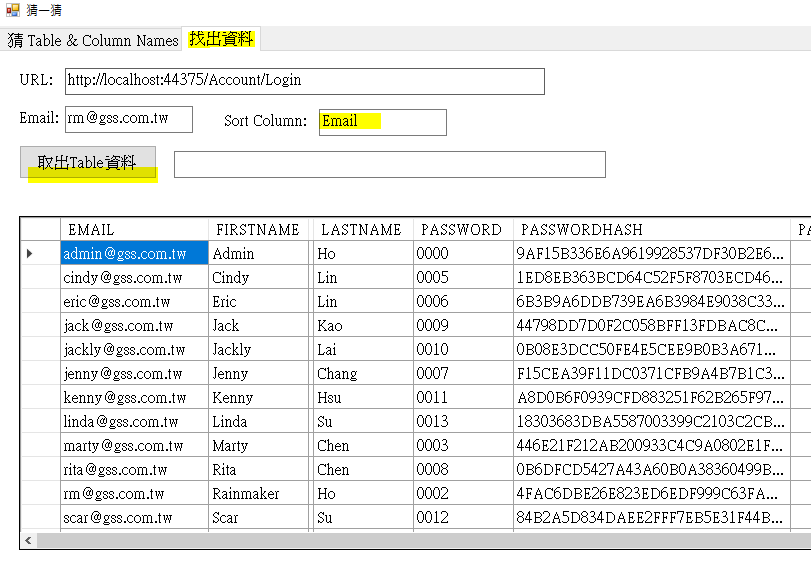 猜一猜
猜 Table & Column Names 找出資料
URL: http://localhost:44375/Account/Login
Email: rm@gss.com.tw Sort Column: Email
取出Table資料
EMAIL FIRSTNAME LASTNAME PASSWORD PASSWORDHASH PA
admin@gss.com.tw Admin Ho 0000 9AF15B336E6A9619928537DF30B2E6...
cindy@gss.com.tw Cindy Lin 0005 1ED8EB363BCD64C52F5F8703ECD46...
eric@gss.com.tw Eric Lin 0006 6B3B9A6DDB739EA6B3984E9038C33...
jack@gss.com.tw Jack Kao 0009 44798DD7D0F2C058BFF13FDBAC8C...
jackly@gss.com.tw Jackly Lai 0010 0B08E3DCC50FE4E5CEE9B0B3A671...
jenny@gss.com.tw Jenny Chang 0007 F15CEA39F11DC0371CFB9A4B7B1C3...
kenny@gss.com.tw Kenny Hsu 0011 A8D0B6F0939CFD883251F62B265F97...
linda@gss.com.tw Linda Su 0013 18303683DBA5587003399C2103C2CB...
marty@gss.com.tw Marty Chen 0003 446E21F212AB200933C4C9A0802E1F...
rita@gss.com.tw Rita Chen 0008 0B6DFCD5427A43A60B0A38360499B...
rm@gss.com.tw Rainmaker Ho 0002 4FAC6DBE26E823ED6EDF999C63FA...
scar@gss.com.tw Scar Su 0012 84B2A5D834DAEE2FFF7EB5E31F44B...